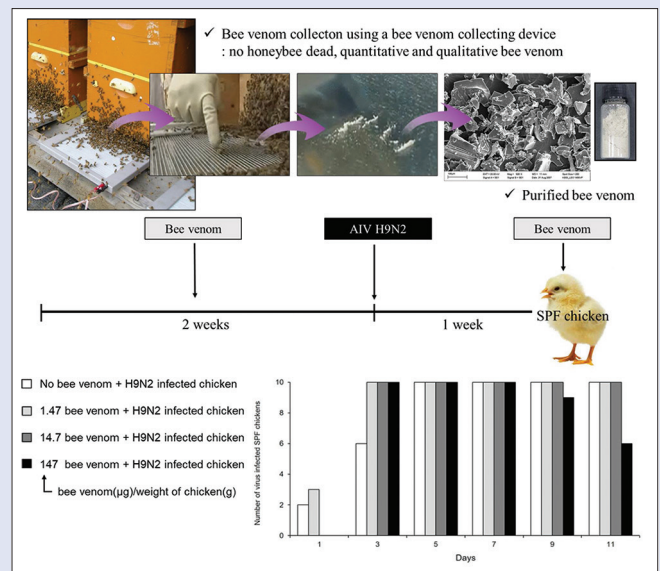 ✓ Bee venom collecton using a bee venom collecting device
: no honeybee dead, quantitative and qualitative bee venom
✓ Purified bee venom
Bee venom
AIV H9N2
Bee venom
2 weeks
1 week
SPF chicken
No bee venom + H9N2 infected chicken
1.47 bee venom + H9N2 infected chicken
14.7 bee venom + H9N2 infected chicken
147 bee venom + H9N2 infected chicken
bee venom(µg)/weight of chicken(g)
Number of virus infected SPF chickens
10
8
6
4
2
0
1
3
5
7
9
11
Days